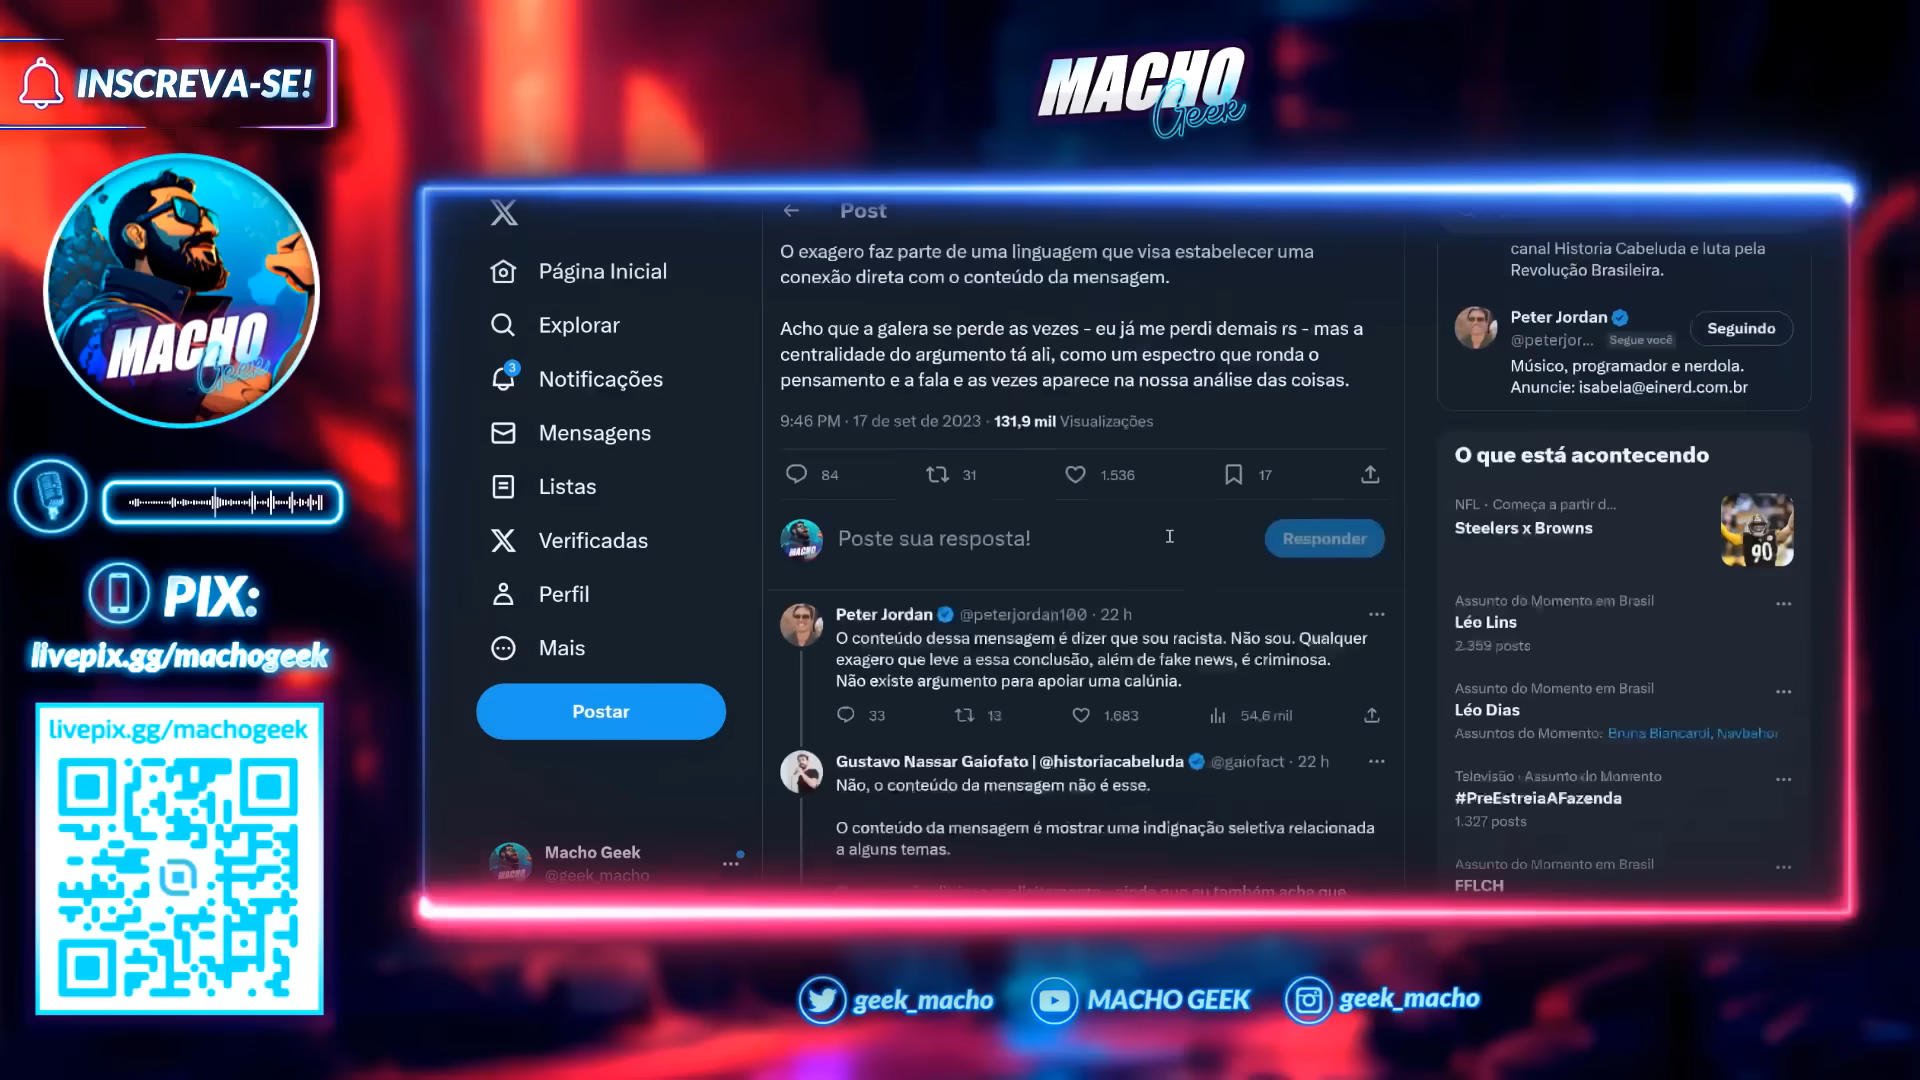 INSCREVA-SE!
MACHO
Geek
MACHO
Geek
PIX:
livepix.gg/machogeek
livepix.gg/machogeek
Página Inicial
Explorar
3
Notificações
Mensagens
Listas
Verificadas
Perfil
Mais
Postar
Macho Geek
@geek_macho
Post
O exagero faz parte de uma linguagem que visa estabelecer uma
conexão direta com o conteúdo da mensagem.
Acho que a galera se perde as vezes - eu já me perdi demais rs - mas a
centralidade do argumento tá ali, como um espectro que ronda o
pensamento e a fala e as vezes aparece na nossa análise das coisas.
9:46 PM · 17 de set de 2023 · 131,9 mil Visualizações
84 31 1.536 17
MACHO
Poste sua resposta!
Responder
Peter Jordan @peterjordan100 · 22 h
O conteúdo dessa mensagem é dizer que sou racista. Não sou. Qualquer
exagero que leve a essa conclusão, além de fake news, é criminosa.
Não existe argumento para apoiar uma calúnia.
33 13 1.683 54,6 mil
Gustavo Nassar Gaiofato | @historiacabeluda @gaiofact · 22 h
Não, o conteúdo da mensagem não é esse.
O conteúdo da mensagem é mostrar uma indignação seletiva relacionada
a alguns temas.
canal Historia Cabeluda e luta pela
Revolução Brasileira.
Peter Jordan
@peterjor... Segue você
Seguindo
Músico, programador e nerdola.
Anuncie: isabela@einerd.com.br
O que está acontecendo
NFL · Começa a partir d...
Steelers x Browns
90
Assunto do Momento em Brasil
Léo Lins
2.359 posts
Assunto do Momento em Brasil
Léo Dias
Assuntos do Momento: Bruna Biancardi, Navbahor
Televisão · Assunto do Momento
#PreEstreiaAFazenda
1.327 posts
Assunto do Momento em Brasil
FFLCH
geek_macho
MACHO GEEK
geek_macho